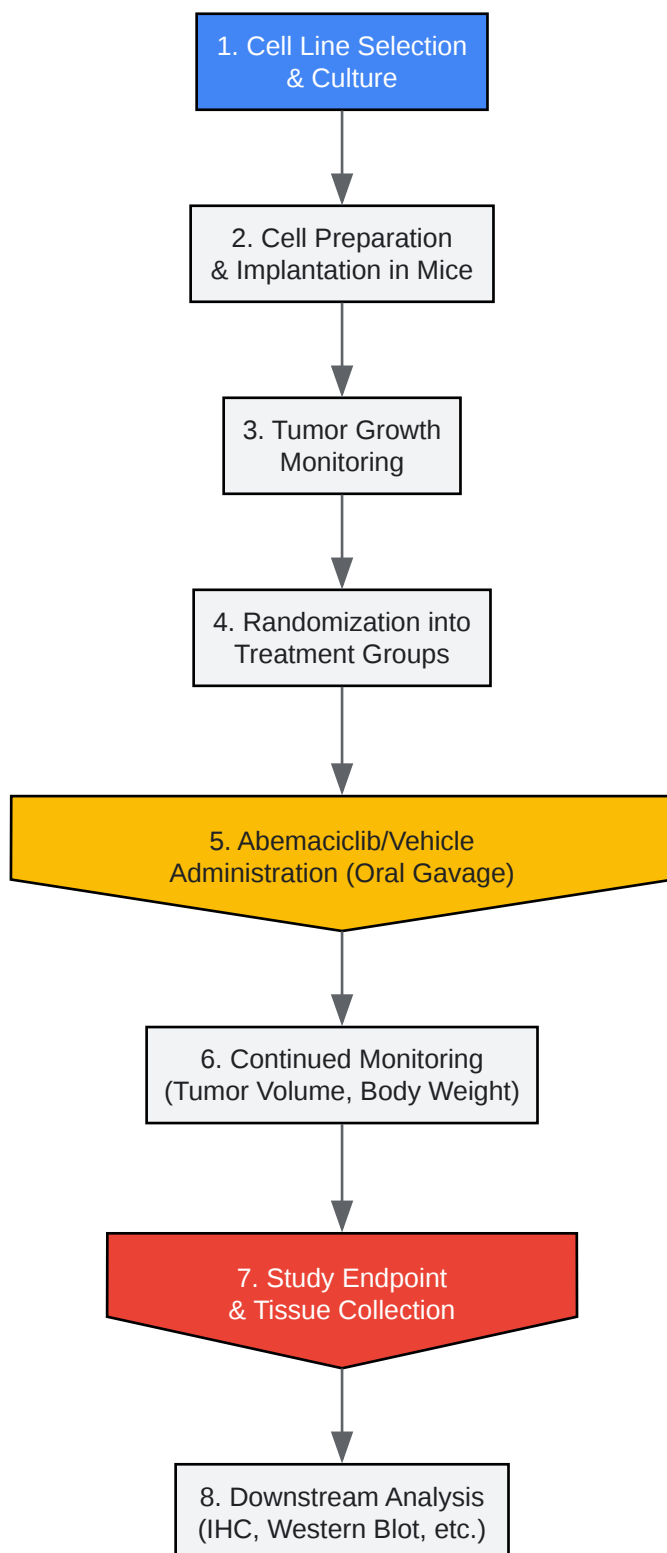 1. Cell Line Selection
& Culture
2. Cell Preparation
& Implantation in Mice
3. Tumor Growth
Monitoring
4. Randomization into
Treatment Groups
5. Abemaciclib/Vehicle
Administration (Oral Gavage)
6. Continued Monitoring
(Tumor Volume, Body Weight)
7. Study Endpoint
& Tissue Collection
8. Downstream Analysis
(IHC, Western Blot, etc.)